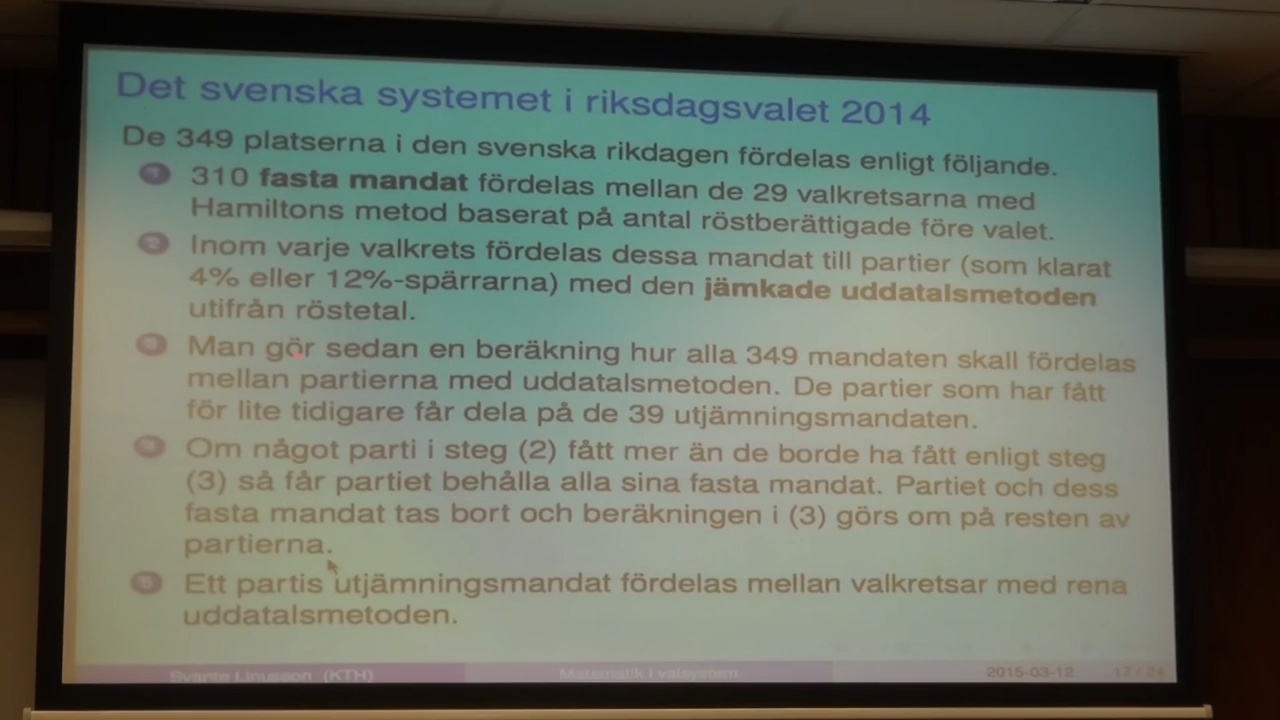 Det svenska systemet i riksdagsvalet 2014
De 349 platserna i den svenska rikdagen fördelas enligt följande.
1 310 fasta mandat fördelas mellan de 29 valkretsarna med
Hamiltons metod baserat på antal röstberättigade före valet.
2 Inom varje valkrets fördelas dessa mandat till partier (som klarat
4% eller 12%-spärrarna) med den jämkade uddatalsmetoden
utifrån röstetal.
3 Man gör sedan en beräkning hur alla 349 mandaten skall fördelas
mellan partierna med uddatalsmetoden. De partier som har fått
för lite tidigare får dela på de 39 utjämningsmandaten.
4 Om något parti i steg (2) fått mer än de borde ha fått enligt steg
(3) så får partiet behålla alla sina fasta mandat. Partiet och dess
fasta mandat tas bort och beräkningen i (3) görs om på resten av
partierna.
5 Ett partis utjämningsmandat fördelas mellan valkretsar med rena
uddatalsmetoden.
Svante Linusson (KTH) Matematik i valsystem 2015-03-12 17 / 24